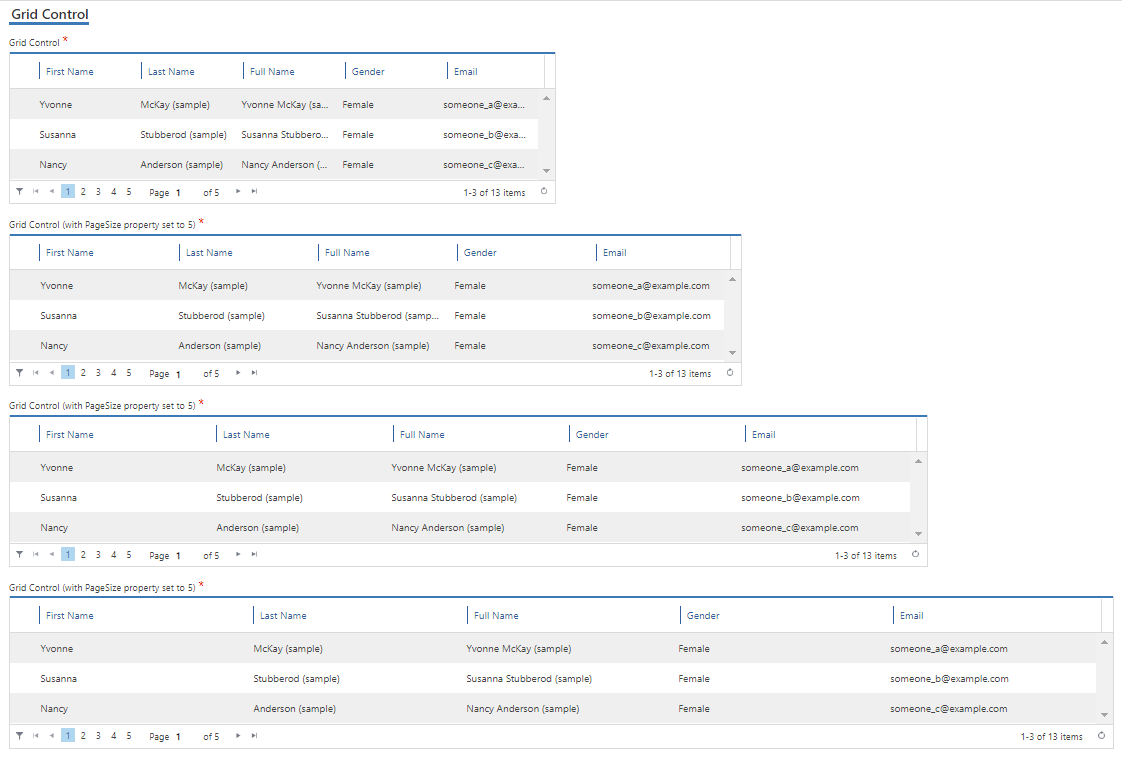 Grid Control
Grid Control *
First Name Last Name Full Name Gender Email
Yvonne McKay (sample) Yvonne McKay (sa... Female someone_a@exa...
Susanna Stubberod (sample) Susanna Stubbero... Female someone_b@exa...
Nancy Anderson (sample) Nancy Anderson (... Female someone_c@exa...
1 2 3 4 5 Page 1 of 5 1-3 of 13 items
Grid Control (with PageSize property set to 5) *
First Name Last Name Full Name Gender Email
Yvonne McKay (sample) Yvonne McKay (sample) Female someone_a@example.com
Susanna Stubberod (sample) Susanna Stubberod (samp... Female someone_b@example.com
Nancy Anderson (sample) Nancy Anderson (sample) Female someone_c@example.com
1 2 3 4 5 Page 1 of 5 1-3 of 13 items
Grid Control (with PageSize property set to 5) *
First Name Last Name Full Name Gender Email
Yvonne McKay (sample) Yvonne McKay (sample) Female someone_a@example.com
Susanna Stubberod (sample) Susanna Stubberod (sample) Female someone_b@example.com
Nancy Anderson (sample) Nancy Anderson (sample) Female someone_c@example.com
1 2 3 4 5 Page 1 of 5 1-3 of 13 items
Grid Control (with PageSize property set to 5) *
First Name Last Name Full Name Gender Email
Yvonne McKay (sample) Yvonne McKay (sample) Female someone_a@example.com
Susanna Stubberod (sample) Susanna Stubberod (sample) Female someone_b@example.com
Nancy Anderson (sample) Nancy Anderson (sample) Female someone_c@example.com
1 2 3 4 5 Page 1 of 5 1-3 of 13 items